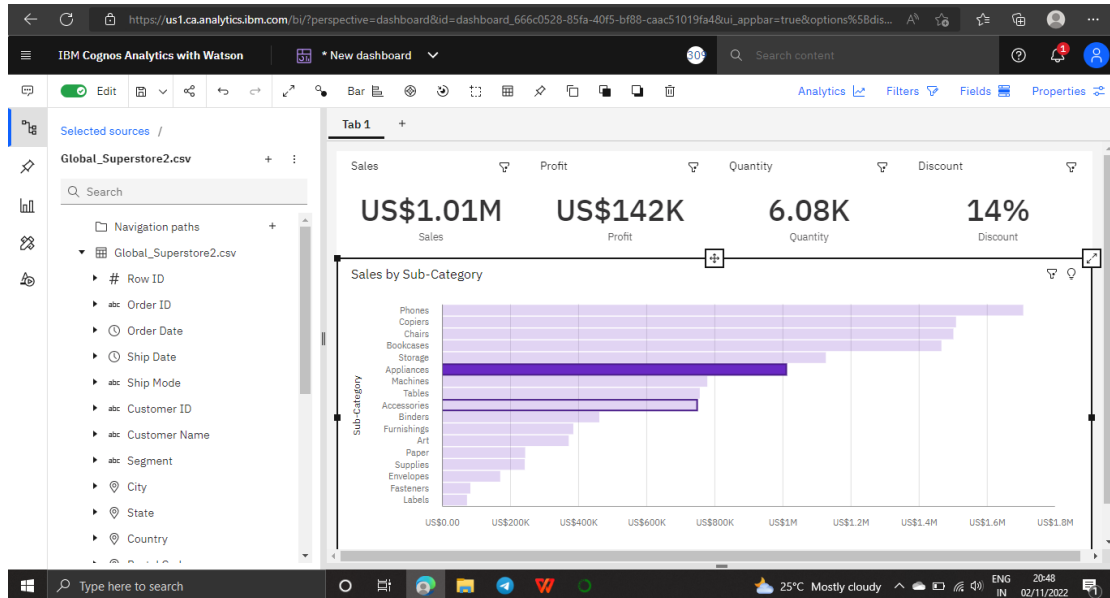 https://us1.ca.analytics.ibm.com/bi/?perspective=dashboard&id=dashboard_666c0528-85fa-40f5-bf88-caac51019fa4&ui_appbar=true&options%5Bdis...
IBM Cognos Analytics with Watson
* New dashboard
Search content
1
Edit
Bar
Analytics
Filters
Fields
Properties
Selected sources /
Global_Superstore2.csv
Search
Navigation paths
Global_Superstore2.csv
# Row ID
abc Order ID
Order Date
Ship Date
abc Ship Mode
abc Customer ID
abc Customer Name
abc Segment
City
State
Country
Tab 1 +
Sales
US$1.01M
Sales
Profit
US$142K
Profit
Quantity
6.08K
Quantity
Discount
14%
Discount
Sales by Sub-Category
Sub-Category
Phones
Copiers
Chairs
Bookcases
Storage
Appliances
Machines
Tables
Accessories
Binders
Furnishings
Art
Paper
Supplies
Envelopes
Fasteners
Labels
US$0.00 US$200K US$400K US$600K US$800K US$1M US$1.2M US$1.4M US$1.6M US$1.8M
Type here to search
25°C Mostly cloudy
ENG
IN
20:48
02/11/2022